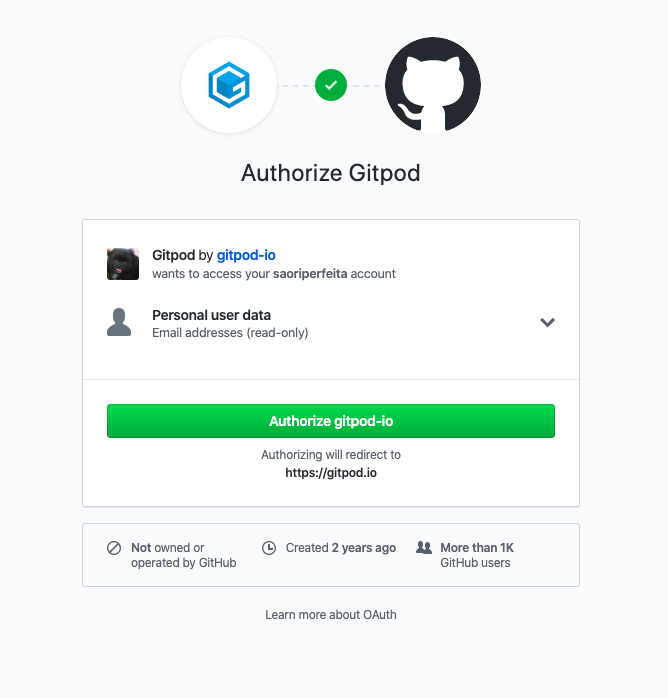 Authorize Gitpod
Gitpod by gitpod-io
wants to access your saoriperfeita account
Personal user data
Email addresses (read-only)
Authorize gitpod-io
Authorizing will redirect to
https://gitpod.io
Not owned or
operated by GitHub
Created 2 years ago
More than 1K
GitHub users
Learn more about OAuth